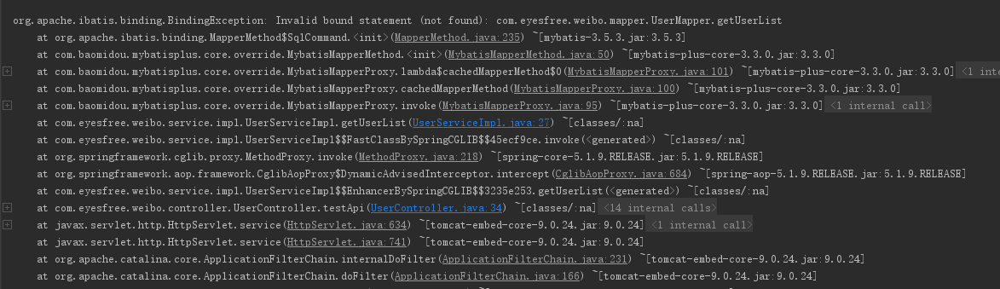 org.apache.ibatis.binding.BindingException: Invalid bound statement (not found): com.eyesfree.weibo.mapper.UserMapper.getUserList
at org.apache.ibatis.binding.MapperMethod$SqlCommand.<init>(MapperMethod.java:235) ~[mybatis-3.5.3.jar:3.5.3]
at com.baomidou.mybatisplus.core.override.MybatisMapperMethod.<init>(MybatisMapperMethod.java:50) ~[mybatis-plus-core-3.3.0.jar:3.3.0]
at com.baomidou.mybatisplus.core.override.MybatisMapperProxy.lambda$cachedMapperMethod$0(MybatisMapperProxy.java:101) ~[mybatis-plus-core-3.3.0.jar:3.3.0] <1 inte
at com.baomidou.mybatisplus.core.override.MybatisMapperProxy.cachedMapperMethod(MybatisMapperProxy.java:100) ~[mybatis-plus-core-3.3.0.jar:3.3.0]
at com.baomidou.mybatisplus.core.override.MybatisMapperProxy.invoke(MybatisMapperProxy.java:95) ~[mybatis-plus-core-3.3.0.jar:3.3.0] <1 internal call>
at com.eyesfree.weibo.service.impl.UserServiceImpl.getUserList(UserServiceImpl.java:27) ~[classes/:na]
at com.eyesfree.weibo.service.impl.UserServiceImpl$$FastClassBySpringCGLIB$$45ecf9ce.invoke(<generated>) ~[classes/:na]
at org.springframework.cglib.proxy.MethodProxy.invoke(MethodProxy.java:218) ~[spring-core-5.1.9.RELEASE.jar:5.1.9.RELEASE]
at org.springframework.aop.framework.CglibAopProxy$DynamicAdvisedInterceptor.intercept(CglibAopProxy.java:684) ~[spring-aop-5.1.9.RELEASE.jar:5.1.9.RELEASE]
at com.eyesfree.weibo.service.impl.UserServiceImpl$$EnhancerBySpringCGLIB$$3235e253.getUserList(<generated>) ~[classes/:na]
at com.eyesfree.weibo.controller.UserController.testApi(UserController.java:34) ~[classes/:na] <14 internal calls>
at javax.servlet.http.HttpServlet.service(HttpServlet.java:634) ~[tomcat-embed-core-9.0.24.jar:9.0.24] <1 internal call>
at javax.servlet.http.HttpServlet.service(HttpServlet.java:741) ~[tomcat-embed-core-9.0.24.jar:9.0.24]
at org.apache.catalina.core.ApplicationFilterChain.internalDoFilter(ApplicationFilterChain.java:231) ~[tomcat-embed-core-9.0.24.jar:9.0.24]
at org.apache.catalina.core.ApplicationFilterChain.doFilter(ApplicationFilterChain.java:166) ~[tomcat-embed-core-9.0.24.jar:9.0.24]